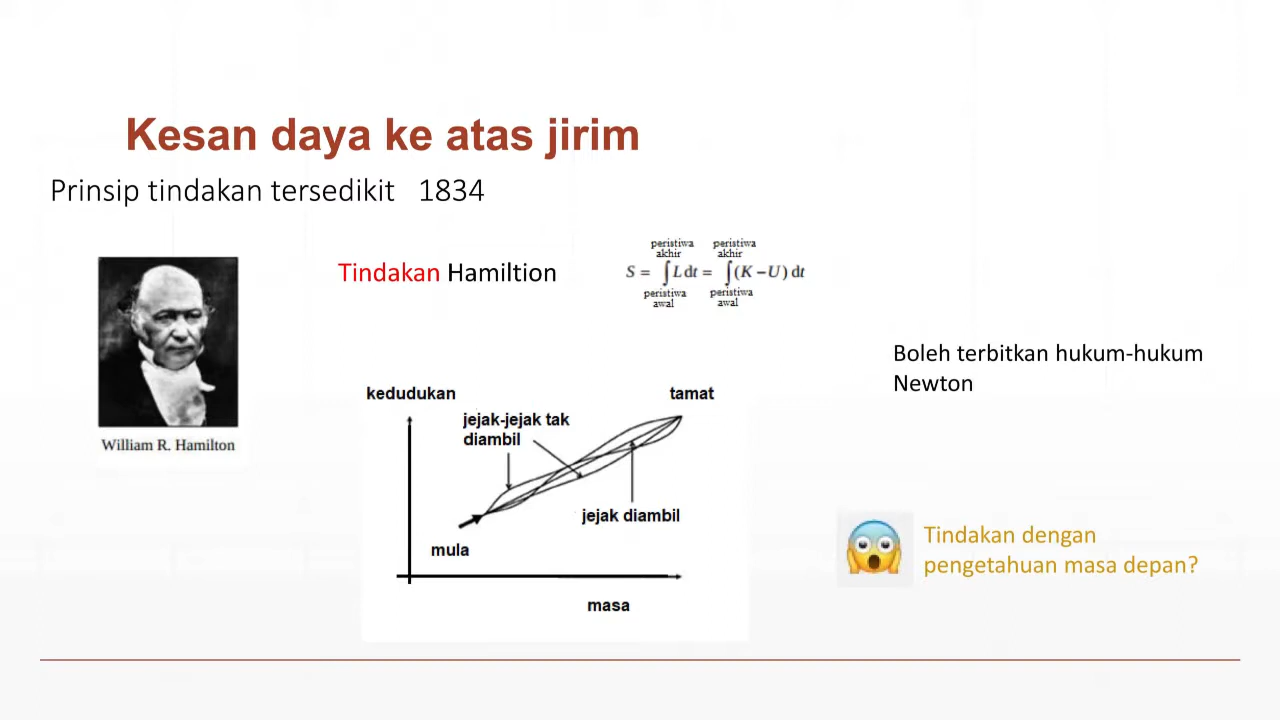 Kesan daya ke atas jirim
Prinsip tindakan tersedikit 1834
Tindakan Hamiltion
peristiwa peristiwa
akhir akhir
S = ∫L dt = ∫(K – U) dt
peristiwa peristiwa
awal awal
William R. Hamilton
Boleh terbitkan hukum-hukum
Newton
kedudukan
tamat
jejak-jejak tak
diambil
jejak diambil
mula
masa
Tindakan dengan
pengetahuan masa depan?